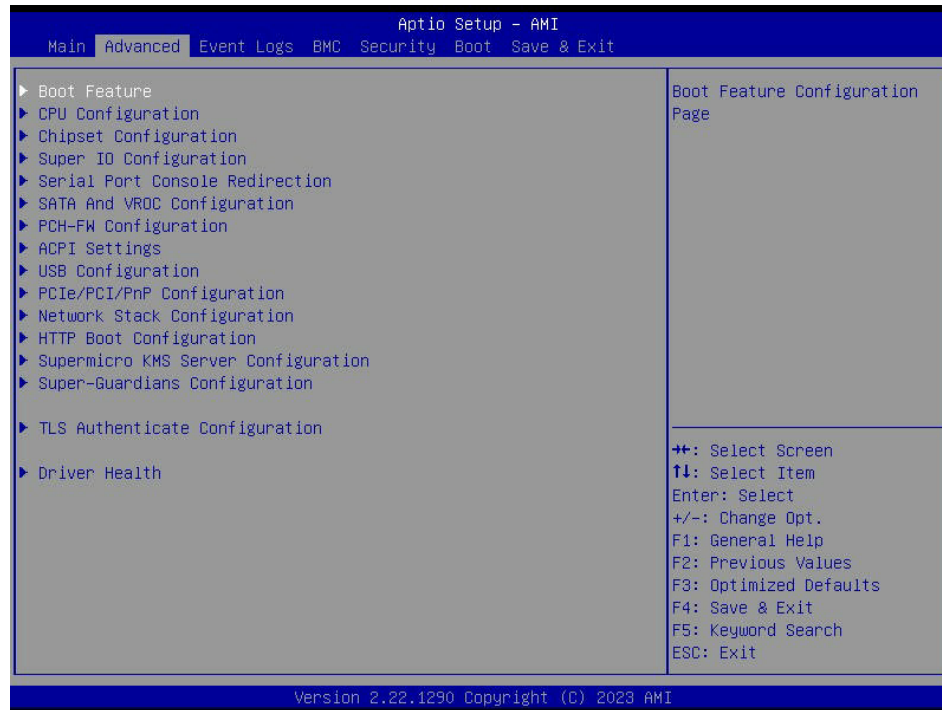 Aptio Setup – AMI
Main Advanced Event Logs BMC Security Boot Save & Exit
▶ Boot Feature
▶ CPU Configuration
▶ Chipset Configuration
▶ Super IO Configuration
▶ Serial Port Console Redirection
▶ SATA And VROC Configuration
▶ PCH-FW Configuration
▶ ACPI Settings
▶ USB Configuration
▶ PCIe/PCI/PnP Configuration
▶ Network Stack Configuration
▶ HTTP Boot Configuration
▶ Supermicro KMS Server Configuration
▶ Super-Guardians Configuration
▶ TLS Authenticate Configuration
▶ Driver Health
Boot Feature Configuration
Page
→←: Select Screen
↑↓: Select Item
Enter: Select
+/-: Change Opt.
F1: General Help
F2: Previous Values
F3: Optimized Defaults
F4: Save & Exit
F5: Keyword Search
ESC: Exit
Version 2.22.1290 Copyright (C) 2023 AMI